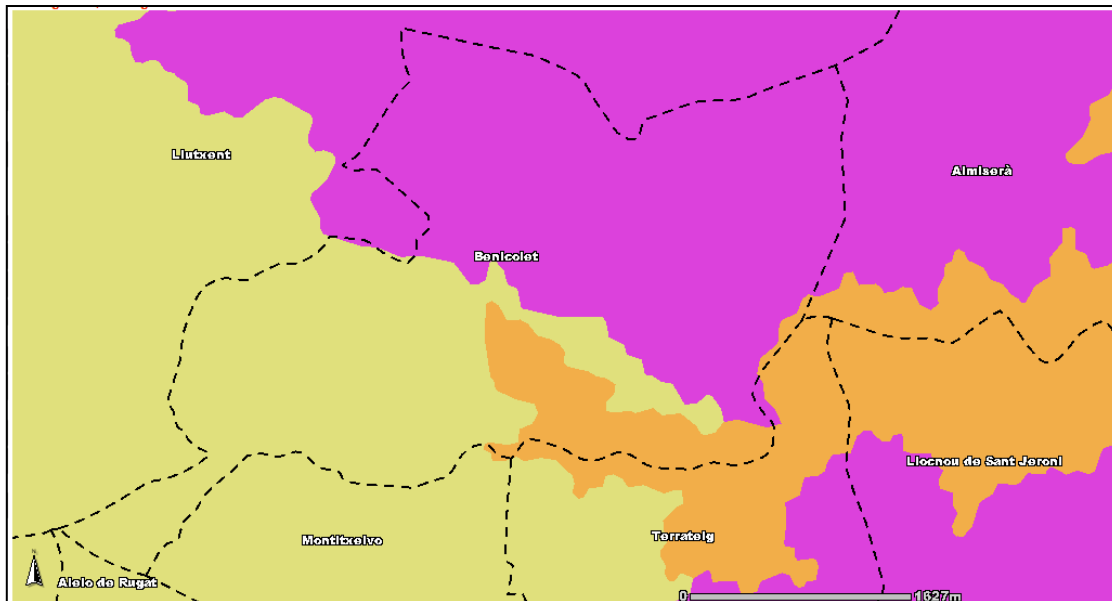 Llutxent
Almiserà
Benicolet
Llocnou de Sant Jeroni
Montitxelvo
Terrateig
Aielo de Rugat
N
0 1627m